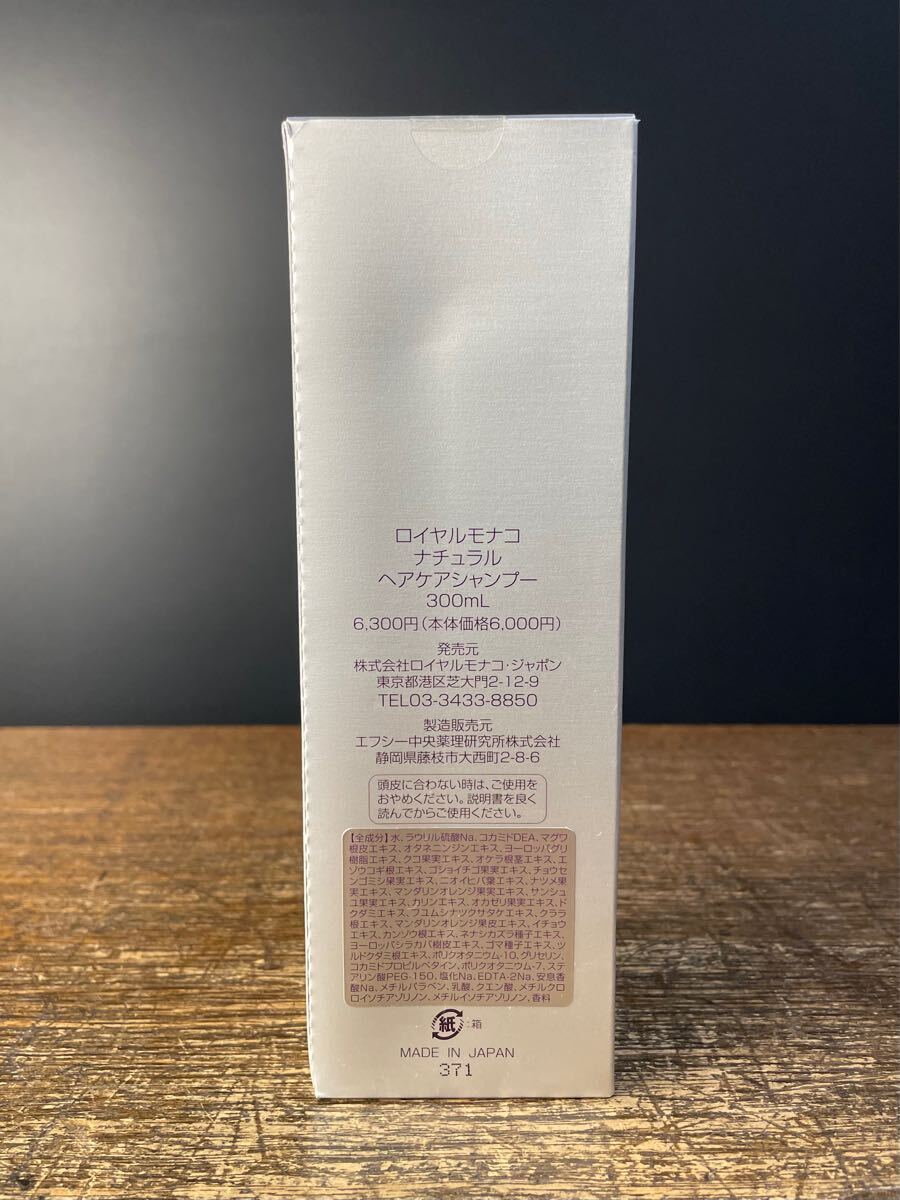 ロイヤルモナコ
ナチュラル
ヘアケアシャンプー
300mL
6,300円(本体価格6,000円)
発売元
株式会社ロイヤルモナコ・ジャポン
東京都港区芝大門2-12-9
TEL03-3433-8850
製造販売元
エフシー中央薬理研究所株式会社
静岡県藤枝市大西町2-8-6
頭皮に合わない時は、ご使用を
おやめください。説明書を良く
読んでからご使用ください。
【全成分】水、ラウリル硫酸Na、コカミドDEA、マグワ
根皮エキス、オタネニンジンエキス、ヨーロッパグリ
樹脂エキス、クコ果実エキス、オケラ根茎エキス、エ
ゾウコギ根エキス、ゴショイチゴ果実エキス、チョウセ
ンゴミシ果実エキス、ニオイヒバ葉エキス、ナツメ果
実エキス、マンダリンオレンジ果実エキス、サンシュ
ユ果実エキス、カリンエキス、オカゼリ果実エキス、ド
クダミエキス、フユムシナツクサタケエキス、クララ
根エキス、マンダリンオレンジ果皮エキス、イチョウ
エキス、カンゾウ根エキス、ネナシカズラ種子エキス、
ヨーロッパシラカバ樹皮エキス、ゴマ種子エキス、ツ
ルドクダミ根エキス、ポリクオタニウム-10、グリセリン、
コカミドプロピルベタイン、ポリクオタニウム-7、ステ
アリン酸PEG-150、塩化Na、EDTA-2Na、安息香
酸Na、メチルパラベン、乳酸、クエン酸、メチルクロ
ロイソチアゾリノン、メチルイソチアゾリノン、香料
紙:箱
MADE IN JAPAN
371